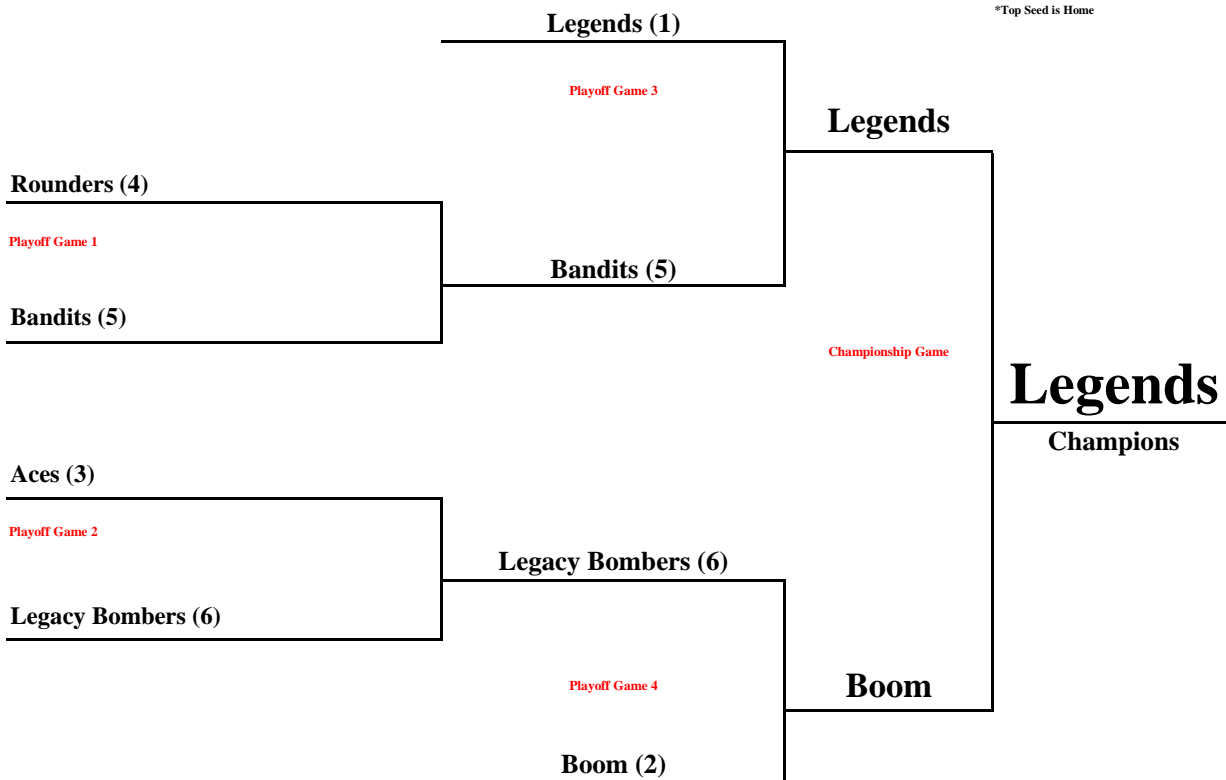 *Top Seed is Home
Legends (1)
Playoff Game 3
Legends
Rounders (4)
Playoff Game 1
Bandits (5)
Bandits (5)
Championship Game
Legends
Champions
Aces (3)
Playoff Game 2
Legacy Bombers (6)
Legacy Bombers (6)
Playoff Game 4
Boom
Boom (2)